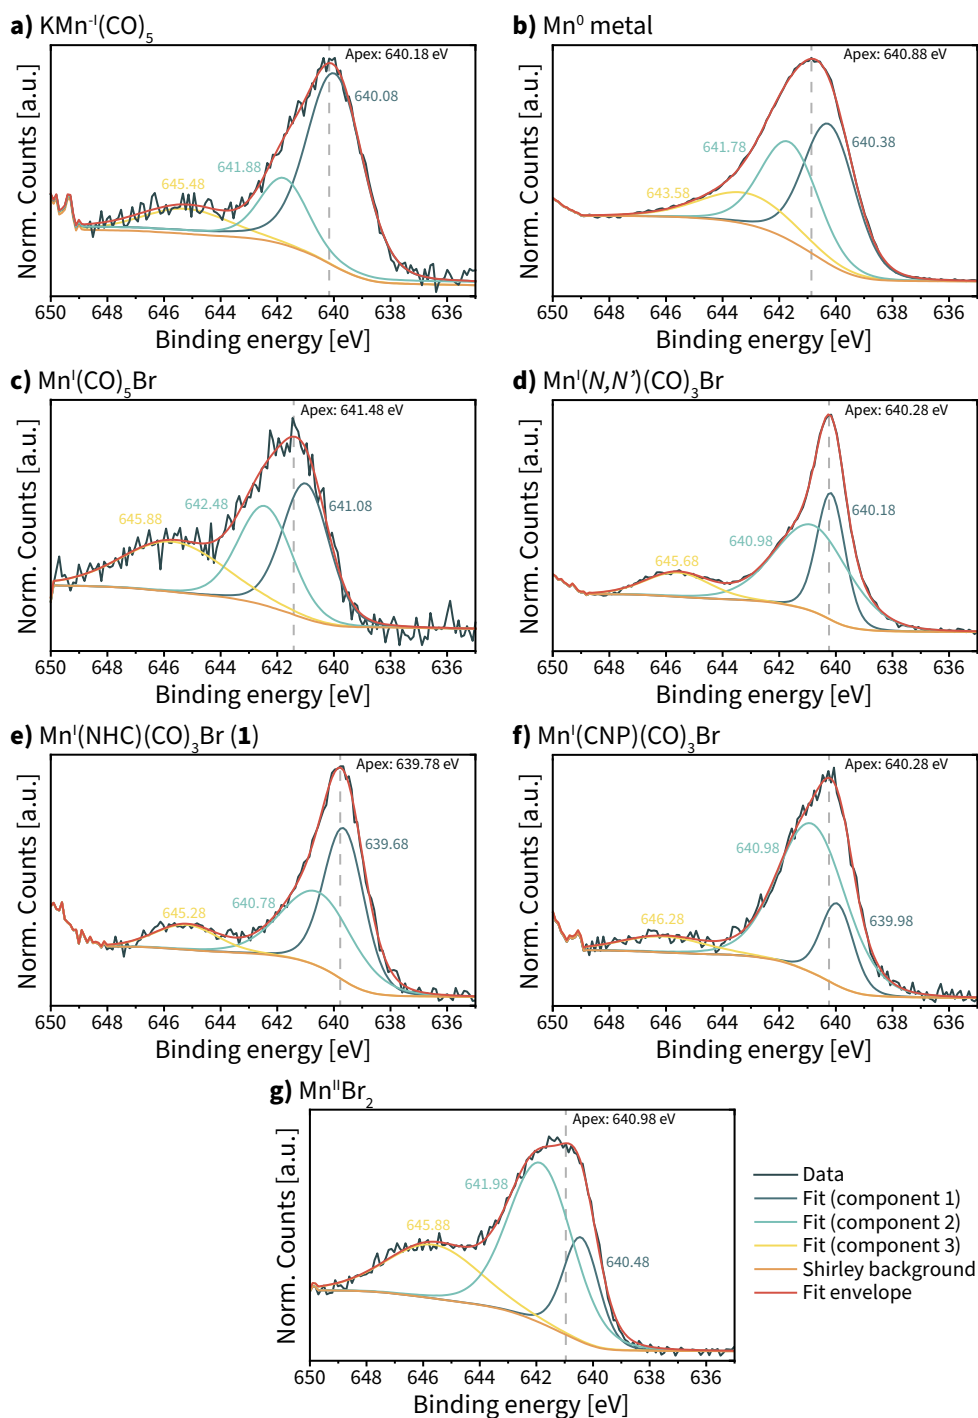 a) KMn⁻ᴵ(CO)₅
Norm. Counts [a.u.]
Apex: 640.18 eV
640.08
641.88
645.48
650 648 646 644 642 640 638 636
Binding energy [eV]
b) Mn⁰ metal
Norm. Counts [a.u.]
Apex: 640.88 eV
640.38
641.78
643.58
650 648 646 644 642 640 638 636
Binding energy [eV]
c) Mnᴵ(CO)₅Br
Norm. Counts [a.u.]
Apex: 641.48 eV
641.08
642.48
645.88
650 648 646 644 642 640 638 636
Binding energy [eV]
d) Mnᴵ(N,N’)(CO)₃Br
Norm. Counts [a.u.]
Apex: 640.28 eV
640.18
640.98
645.68
650 648 646 644 642 640 638 636
Binding energy [eV]
e) Mnᴵ(NHC)(CO)₃Br (1)
Norm. Counts [a.u.]
Apex: 639.78 eV
639.68
640.78
645.28
650 648 646 644 642 640 638 636
Binding energy [eV]
f) Mnᴵ(CNP)(CO)₃Br
Norm. Counts [a.u.]
Apex: 640.28 eV
640.98
639.98
646.28
650 648 646 644 642 640 638 636
Binding energy [eV]
g) MnᴵᴵBr₂
Norm. Counts [a.u.]
Apex: 640.98 eV
641.98
645.88
640.48
650 648 646 644 642 640 638 636
Binding energy [eV]
Data
Fit (component 1)
Fit (component 2)
Fit (component 3)
Shirley background
Fit envelope